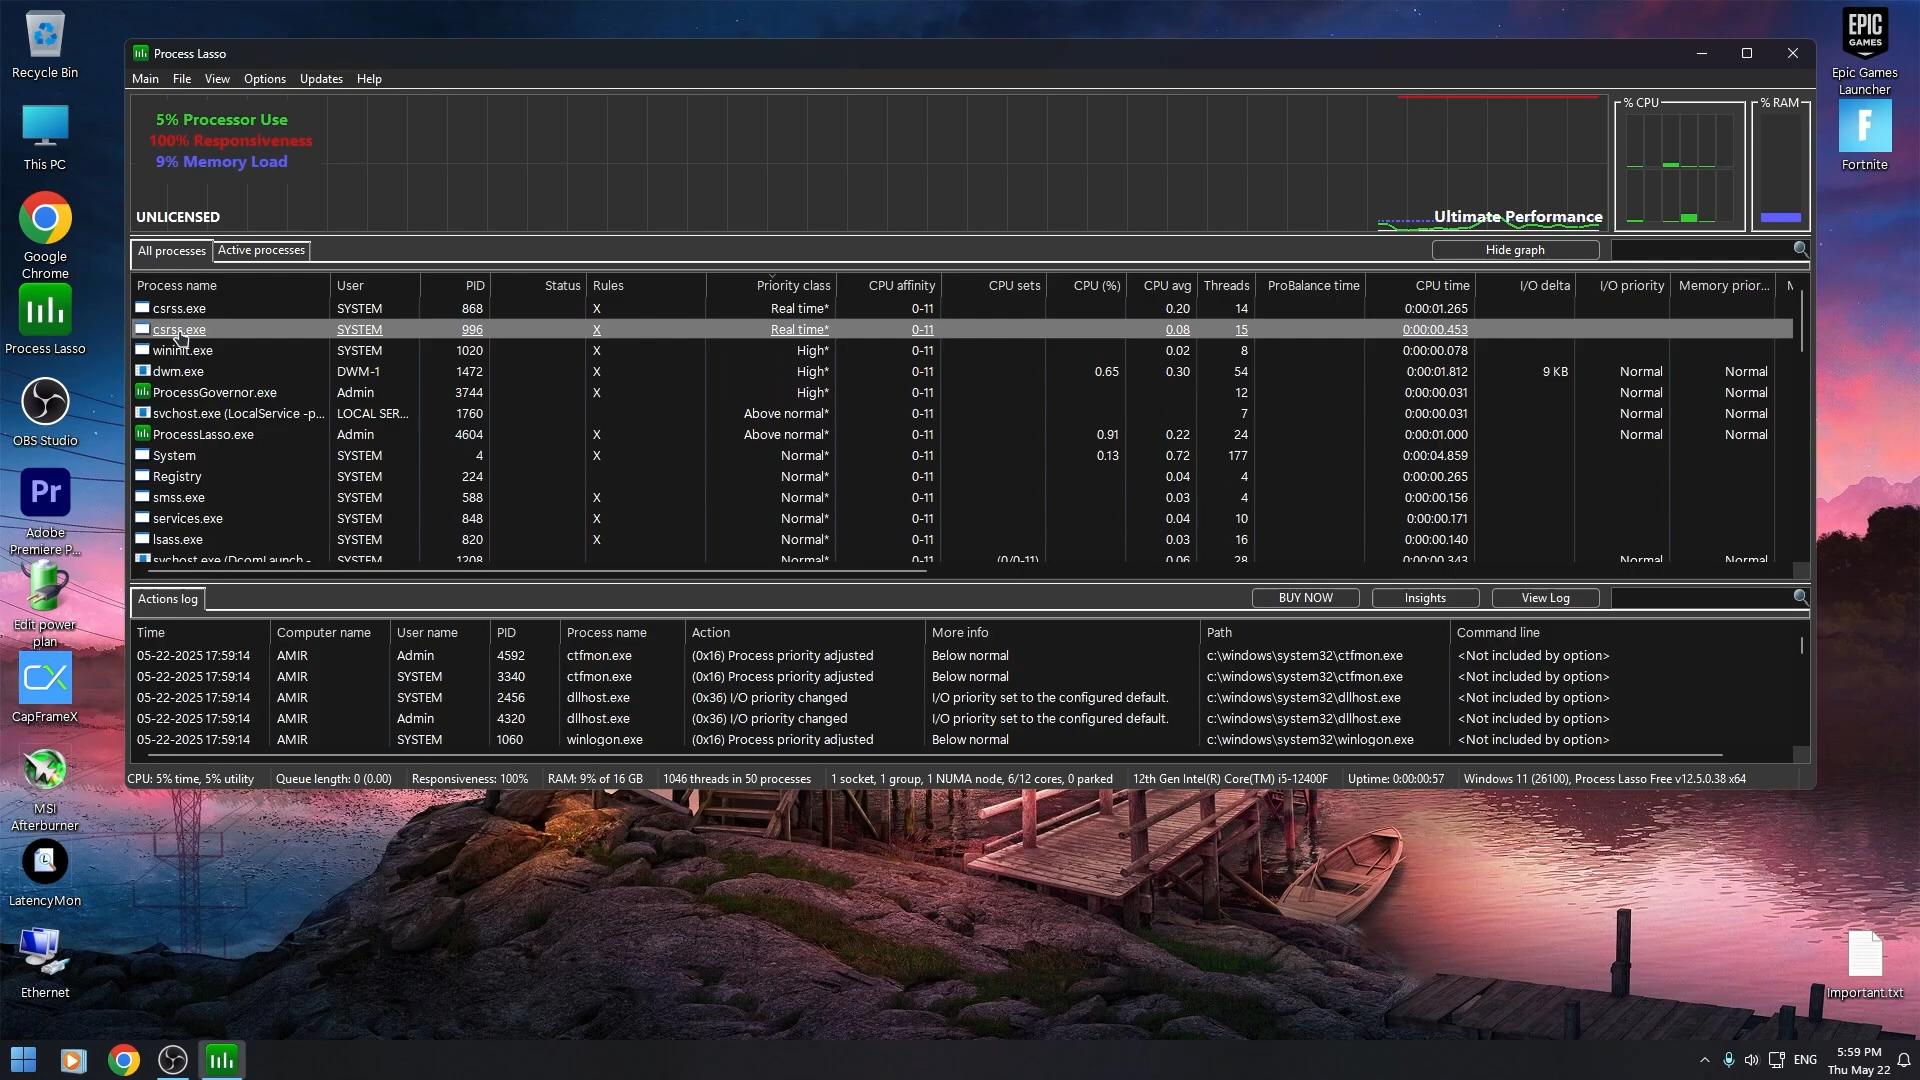 Recycle Bin
This PC
Google
Chrome
Process Lasso
OBS Studio
Pr
Adobe
Premiere P...
Edit power
plan
CX
CapFrameX
MSI
Afterburner
LatencyMon
Ethernet
EPIC
GAMES
Epic Games
Launcher
F
Fortnite
Important.txt
Process Lasso
Main File View Options Updates Help
5% Processor Use
100% Responsiveness
9% Memory Load
UNLICENSED
Ultimate Performance
% CPU
% RAM
All processes Active processes Hide graph
Process name User PID Status Rules Priority class CPU affinity CPU sets CPU (%) CPU avg Threads ProBalance time CPU time I/O delta I/O priority Memory prior...
csrss.exe SYSTEM 868 X Real time* 0-11 0.20 14 0:00:01.265
csrss.exe SYSTEM 996 X Real time* 0-11 0.08 15 0:00:00.453
wininit.exe SYSTEM 1020 X High* 0-11 0.02 8 0:00:00.078
dwm.exe DWM-1 1472 X High* 0-11 0.65 0.30 54 0:00:01.812 9 KB Normal Normal
ProcessGovernor.exe Admin 3744 X High* 0-11 12 0:00:00.031 Normal Normal
svchost.exe (LocalService -p... LOCAL SER... 1760 Above normal* 0-11 7 0:00:00.031 Normal Normal
ProcessLasso.exe Admin 4604 X Above normal* 0-11 0.91 0.22 24 0:00:01.000 Normal Normal
System SYSTEM 4 X Normal* 0-11 0.13 0.72 177 0:00:04.859
Registry SYSTEM 224 Normal* 0-11 0.04 4 0:00:00.265
smss.exe SYSTEM 588 X Normal* 0-11 0.03 4 0:00:00.156
services.exe SYSTEM 848 X Normal* 0-11 0.04 10 0:00:00.171
lsass.exe SYSTEM 820 X Normal* 0-11 0.03 16 0:00:00.140
svchost.exe (DcomLaunch - SYSTEM 1208 Normal* 0-11 (0/0-11) 0.06 28 0:00:00.343 Normal Normal
Actions log BUY NOW Insights View Log
Time Computer name User name PID Process name Action More info Path Command line
05-22-2025 17:59:14 AMIR Admin 4592 ctfmon.exe (0x16) Process priority adjusted Below normal c:\windows\system32\ctfmon.exe <Not included by option>
05-22-2025 17:59:14 AMIR SYSTEM 3340 ctfmon.exe (0x16) Process priority adjusted Below normal c:\windows\system32\ctfmon.exe <Not included by option>
05-22-2025 17:59:14 AMIR SYSTEM 2456 dllhost.exe (0x36) I/O priority changed I/O priority set to the configured default. c:\windows\system32\dllhost.exe <Not included by option>
05-22-2025 17:59:14 AMIR Admin 4320 dllhost.exe (0x36) I/O priority changed I/O priority set to the configured default. c:\windows\system32\dllhost.exe <Not included by option>
05-22-2025 17:59:14 AMIR SYSTEM 1060 winlogon.exe (0x16) Process priority adjusted Below normal c:\windows\system32\winlogon.exe <Not included by option>
CPU: 5% time, 5% utility Queue length: 0 (0.00) Responsiveness: 100% RAM: 9% of 16 GB 1046 threads in 50 processes 1 socket, 1 group, 1 NUMA node, 6/12 cores, 0 parked 12th Gen Intel(R) Core(TM) i5-12400F Uptime: 0:00:00:57 Windows 11 (26100), Process Lasso Free v12.5.0.38 x64
ENG
5:59 PM
Thu May 22